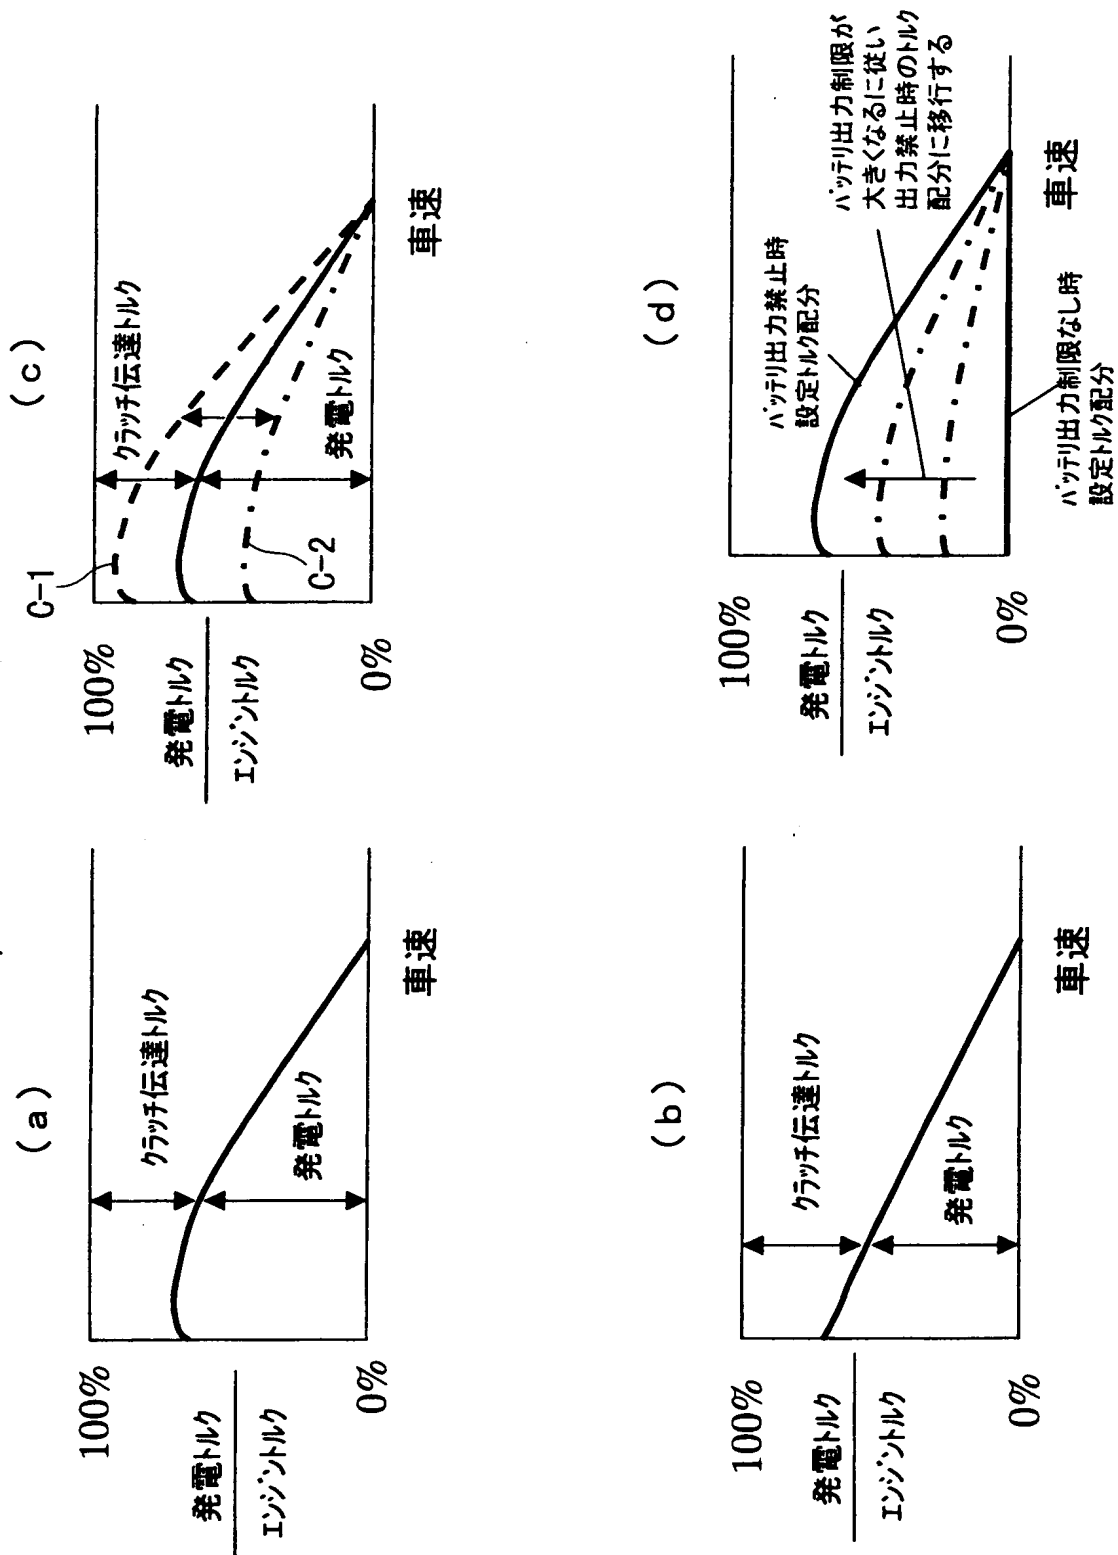 (a)
100%
クラッチ伝達トルク
発電トルク
発電トルク
エンジントルク
0%
車速
(b)
100%
クラッチ伝達トルク
発電トルク
発電トルク
エンジントルク
0%
車速
(c)
C-1
100%
クラッチ伝達トルク
発電トルク
C-2
発電トルク
エンジントルク
0%
車速
(d)
100%
バッテリ出力禁止時
設定トルク配分
バッテリ出力制限が
大きくなるに従い
出力禁止時のトルク
配分に移行する
発電トルク
エンジントルク
0%
車速
バッテリ出力制限なし時
設定トルク配分